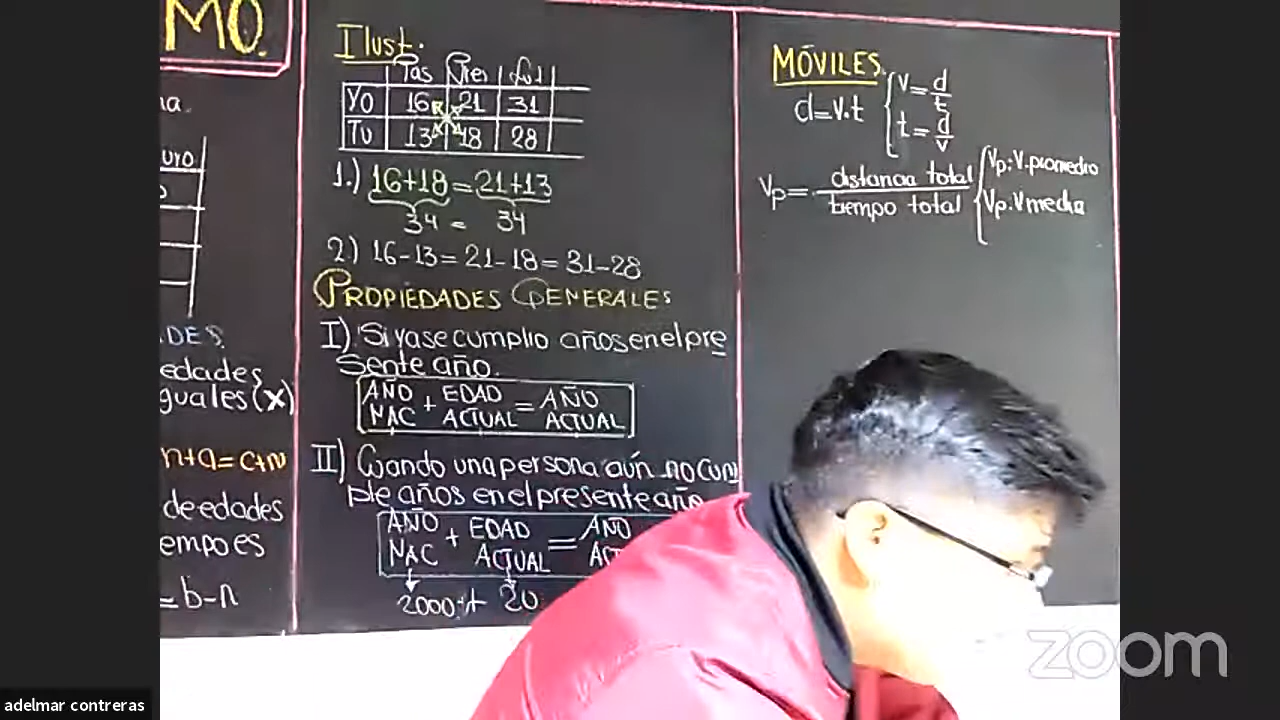 MO.
Ilust.
Pas Pres Fut
Yo 16 21 31
Tu 13 18 28
1.) 16+18=21+13
34 = 34
2) 16-13=21-18=31-28
PROPIEDADES GENERALES
I) Si ya se cumplio años en el pre
sente año.
AÑO NAC + EDAD ACTUAL = AÑO ACTUAL
II) Cuando una persona aún no cum
ple años en el presente año
AÑO NAC + EDAD ACTUAL = AÑO
2000 + 20
na.
uro
o
DES.
edades
guales (x)
n+a=c+n
de edades
empo es
=b-n
MÓVILES
d=v.t { v=d/t
t=d/v
Vp= distancia total / tiempo total { Vp: V. promedio
Vp. V media
zoom
adelmar contreras